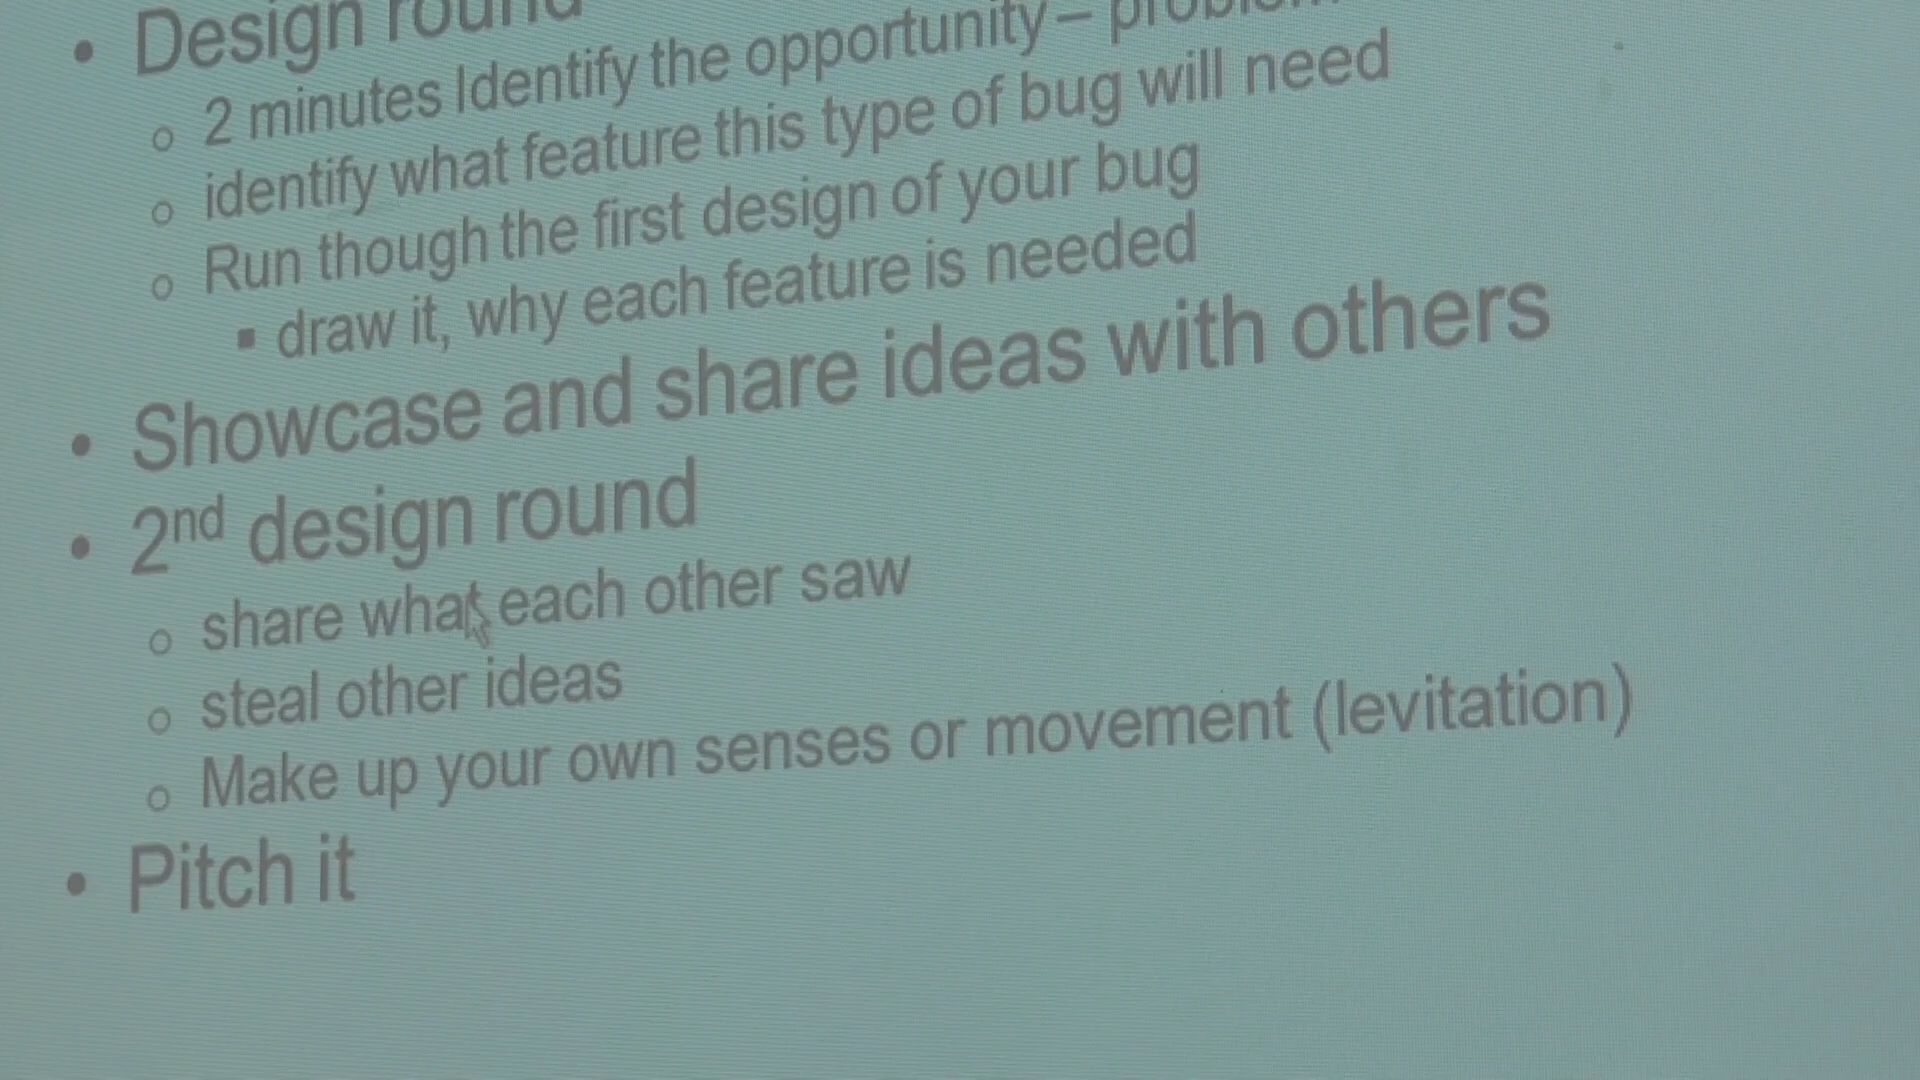 • Design round
o 2 minutes Identify the opportunity – problem
o identify what feature this type of bug will need
o Run though the first design of your bug
▪ draw it, why each feature is needed
• Showcase and share ideas with others
• 2nd design round
o share what each other saw
o steal other ideas
o Make up your own senses or movement (levitation)
• Pitch it